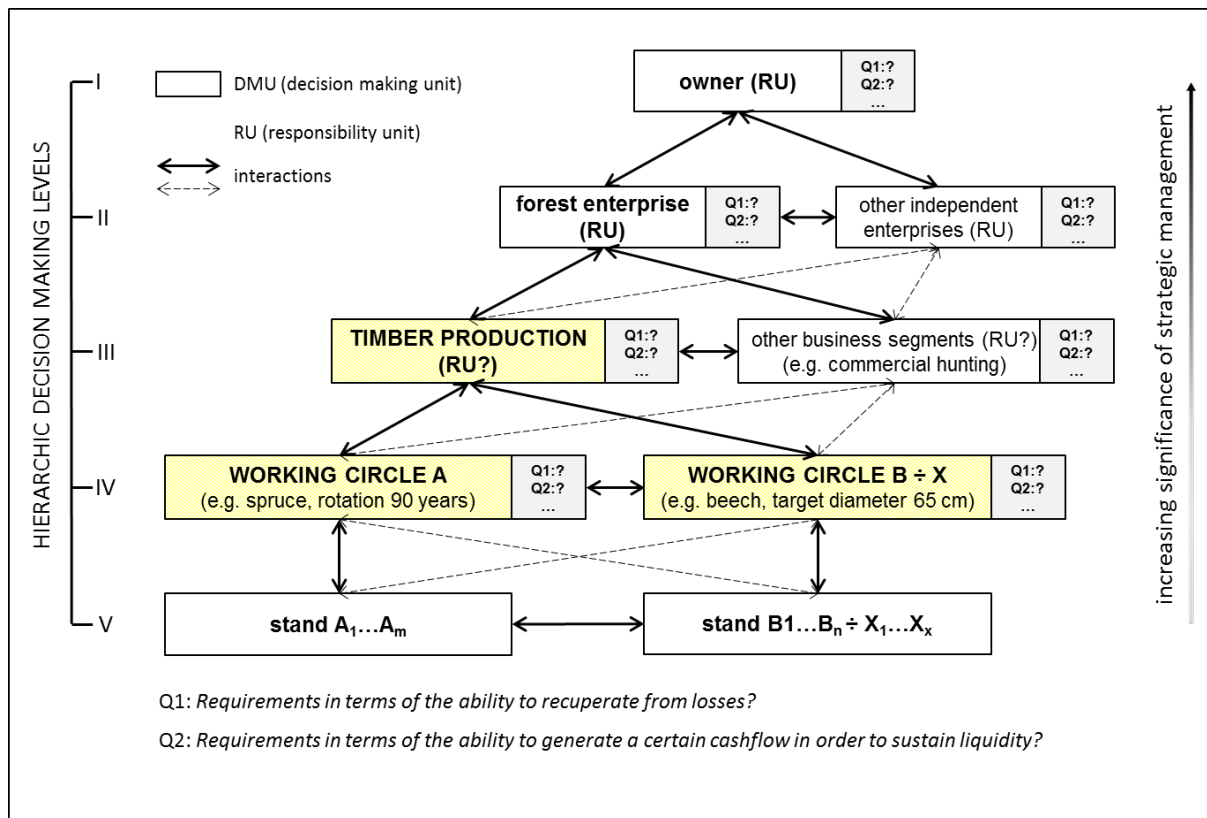 HIERARCHIC DECISION MAKING LEVELS
I
II
III
IV
V
DMU (decision making unit)
RU (responsibility unit)
interactions
owner (RU)
Q1:?
Q2:?
...
forest enterprise
(RU)
Q1:?
Q2:?
...
other independent
enterprises (RU)
Q1:?
Q2:?
...
TIMBER PRODUCTION
(RU?)
Q1:?
Q2:?
...
other business segments (RU?)
(e.g. commercial hunting)
Q1:?
Q2:?
...
WORKING CIRCLE A
(e.g. spruce, rotation 90 years)
Q1:?
Q2:?
...
WORKING CIRCLE B ÷ X
(e.g. beech, target diameter 65 cm)
Q1:?
Q2:?
...
stand A₁...Aₘ
stand B1...Bₙ ÷ X₁...Xₓ
increasing significance of strategic management
Q1: Requirements in terms of the ability to recuperate from losses?
Q2: Requirements in terms of the ability to generate a certain cashflow in order to sustain liquidity?